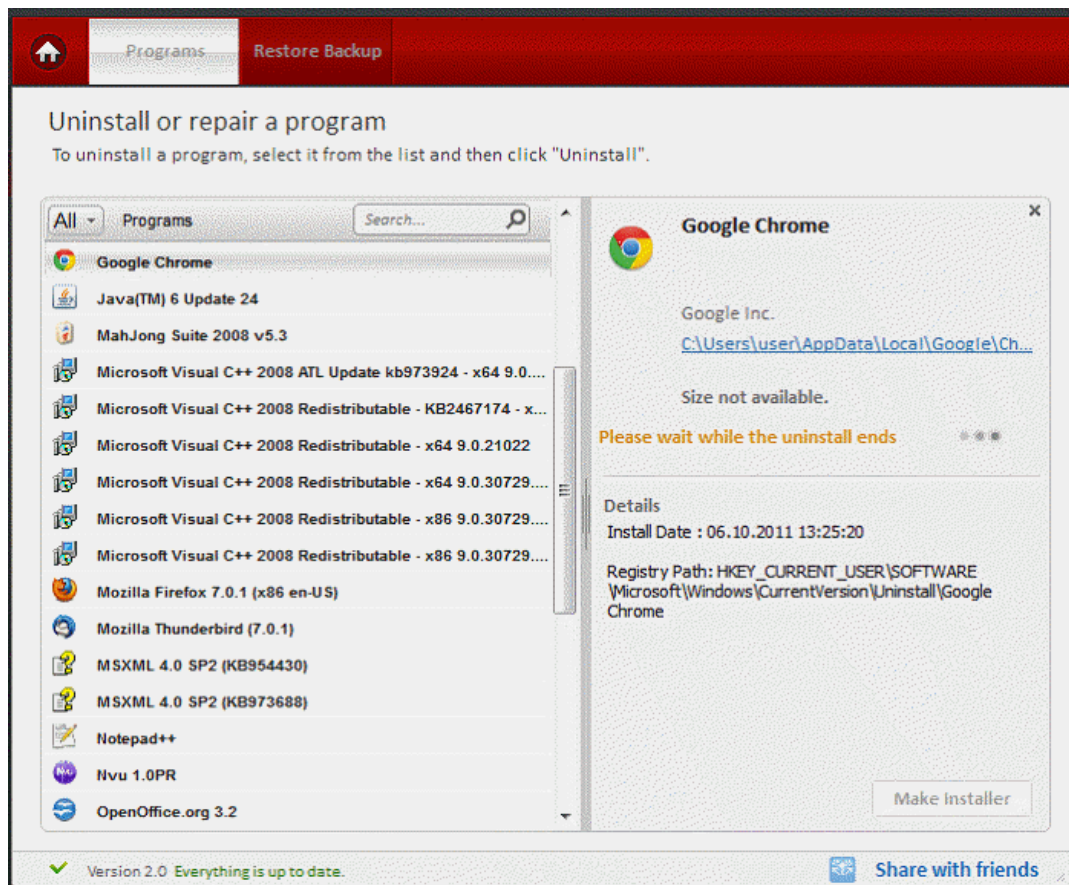 Programs
Restore Backup
Uninstall or repair a program
To uninstall a program, select it from the list and then click "Uninstall".
All
Programs
Search...
Google Chrome
Java(TM) 6 Update 24
MahJong Suite 2008 v5.3
Microsoft Visual C++ 2008 ATL Update kb973924 - x64 9.0....
Microsoft Visual C++ 2008 Redistributable - KB2467174 - x...
Microsoft Visual C++ 2008 Redistributable - x64 9.0.21022
Microsoft Visual C++ 2008 Redistributable - x64 9.0.30729....
Microsoft Visual C++ 2008 Redistributable - x86 9.0.30729....
Microsoft Visual C++ 2008 Redistributable - x86 9.0.30729....
Mozilla Firefox 7.0.1 (x86 en-US)
Mozilla Thunderbird (7.0.1)
MSXML 4.0 SP2 (KB954430)
MSXML 4.0 SP2 (KB973688)
Notepad++
Nvu 1.0PR
OpenOffice.org 3.2
Google Chrome
Google Inc.
C:\Users\user\AppData\Local\Google\Ch...
Size not available.
Please wait while the uninstall ends
Details
Install Date : 06.10.2011 13:25:20
Registry Path: HKEY_CURRENT_USER\SOFTWARE
\Microsoft\Windows\CurrentVersion\Uninstall\Google
Chrome
Make Installer
Version 2.0 Everything is up to date.
Share with friends